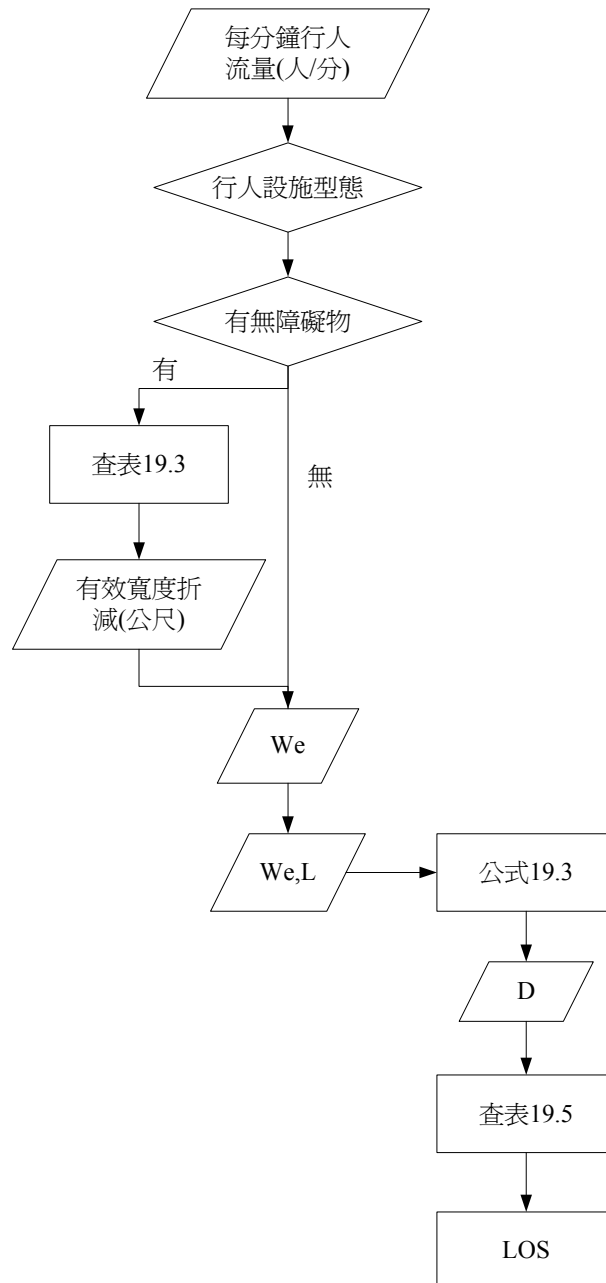 每分鐘行人
流量(人/分)
行人設施型態
有無障礙物
有
查表19.3
無
有效寬度折
減(公尺)
We
We,L
公式19.3
D
查表19.5
LOS